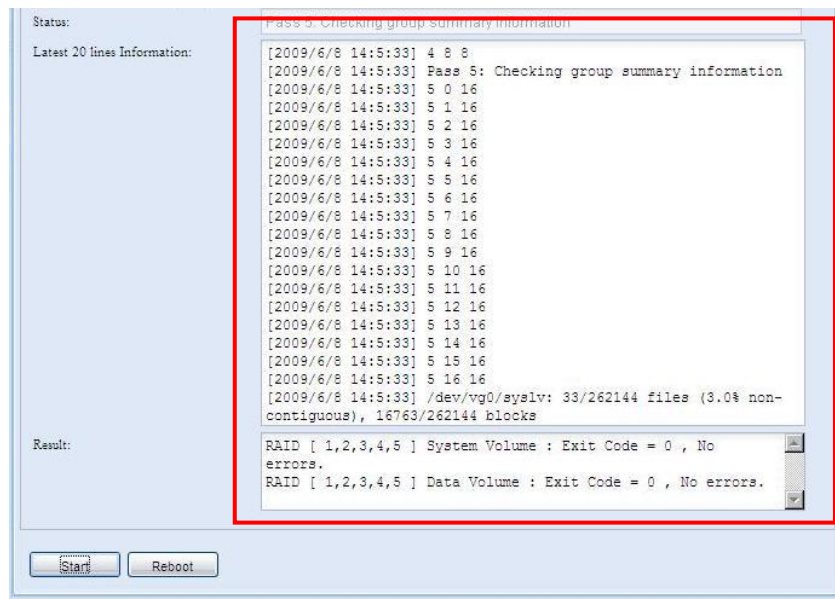 Status:
Pass 5: Checking group summary information
Latest 20 lines Information:
[2009/6/8 14:5:33] 4 8 8
[2009/6/8 14:5:33] Pass 5: Checking group summary information
[2009/6/8 14:5:33] 5 0 16
[2009/6/8 14:5:33] 5 1 16
[2009/6/8 14:5:33] 5 2 16
[2009/6/8 14:5:33] 5 3 16
[2009/6/8 14:5:33] 5 4 16
[2009/6/8 14:5:33] 5 5 16
[2009/6/8 14:5:33] 5 6 16
[2009/6/8 14:5:33] 5 7 16
[2009/6/8 14:5:33] 5 8 16
[2009/6/8 14:5:33] 5 9 16
[2009/6/8 14:5:33] 5 10 16
[2009/6/8 14:5:33] 5 11 16
[2009/6/8 14:5:33] 5 12 16
[2009/6/8 14:5:33] 5 13 16
[2009/6/8 14:5:33] 5 14 16
[2009/6/8 14:5:33] 5 15 16
[2009/6/8 14:5:33] 5 16 16
[2009/6/8 14:5:33] /dev/vg0/syslv: 33/262144 files (3.0% non-
contiguous), 16763/262144 blocks
Result:
RAID [ 1,2,3,4,5 ] System Volume : Exit Code = 0 , No
errors.
RAID [ 1,2,3,4,5 ] Data Volume : Exit Code = 0 , No errors.
Start
Reboot